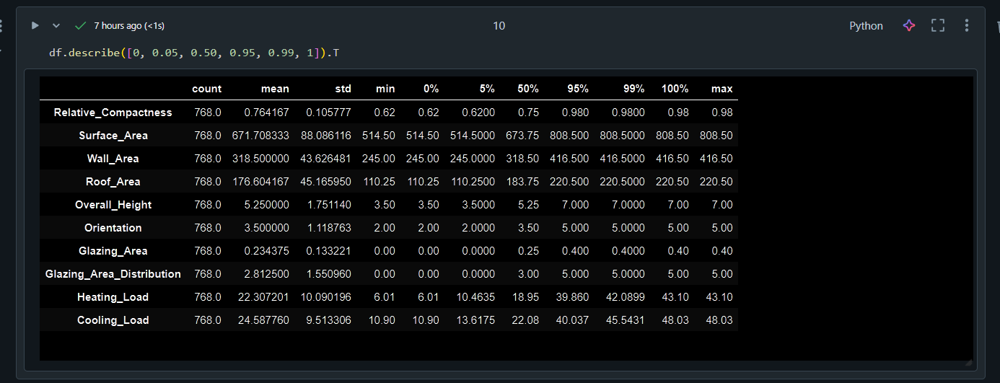 7 hours ago (<1s) 10 Python
df.describe([0, 0.05, 0.50, 0.95, 0.99, 1]).T
count mean std min 0% 5% 50% 95% 99% 100% max
Relative_Compactness 768.0 0.764167 0.105777 0.62 0.62 0.6200 0.75 0.980 0.9800 0.98 0.98
Surface_Area 768.0 671.708333 88.086116 514.50 514.50 514.5000 673.75 808.500 808.5000 808.50 808.50
Wall_Area 768.0 318.500000 43.626481 245.00 245.00 245.0000 318.50 416.500 416.5000 416.50 416.50
Roof_Area 768.0 176.604167 45.165950 110.25 110.25 110.2500 183.75 220.500 220.5000 220.50 220.50
Overall_Height 768.0 5.250000 1.751140 3.50 3.50 3.5000 5.25 7.000 7.0000 7.00 7.00
Orientation 768.0 3.500000 1.118763 2.00 2.00 2.0000 3.50 5.000 5.0000 5.00 5.00
Glazing_Area 768.0 0.234375 0.133221 0.00 0.00 0.0000 0.25 0.400 0.4000 0.40 0.40
Glazing_Area_Distribution 768.0 2.812500 1.550960 0.00 0.00 0.0000 3.00 5.000 5.0000 5.00 5.00
Heating_Load 768.0 22.307201 10.090196 6.01 6.01 10.4635 18.95 39.860 42.0899 43.10 43.10
Cooling_Load 768.0 24.587760 9.513306 10.90 10.90 13.6175 22.08 40.037 45.5431 48.03 48.03